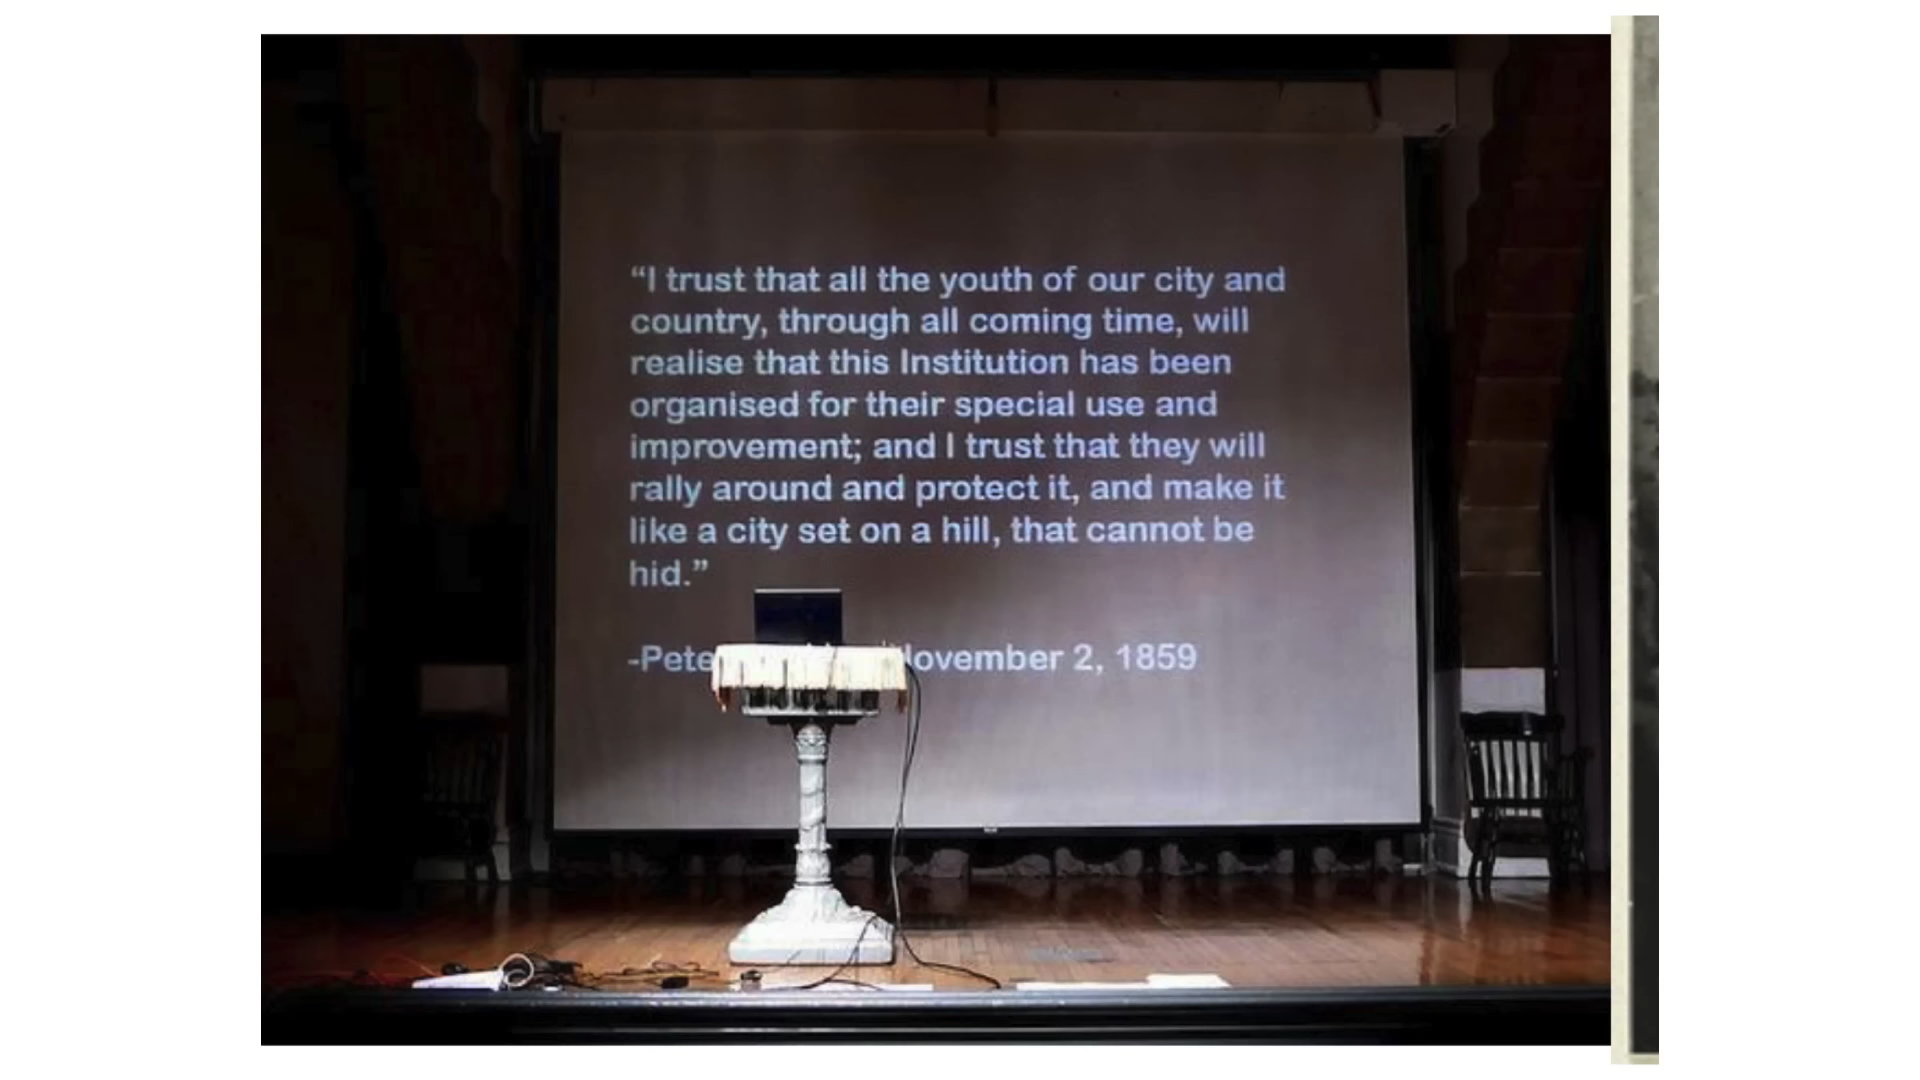 “I trust that all the youth of our city and
country, through all coming time, will
realise that this Institution has been
organised for their special use and
improvement; and I trust that they will
rally around and protect it, and make it
like a city set on a hill, that cannot be
hid.”
-Pete ovember 2, 1859